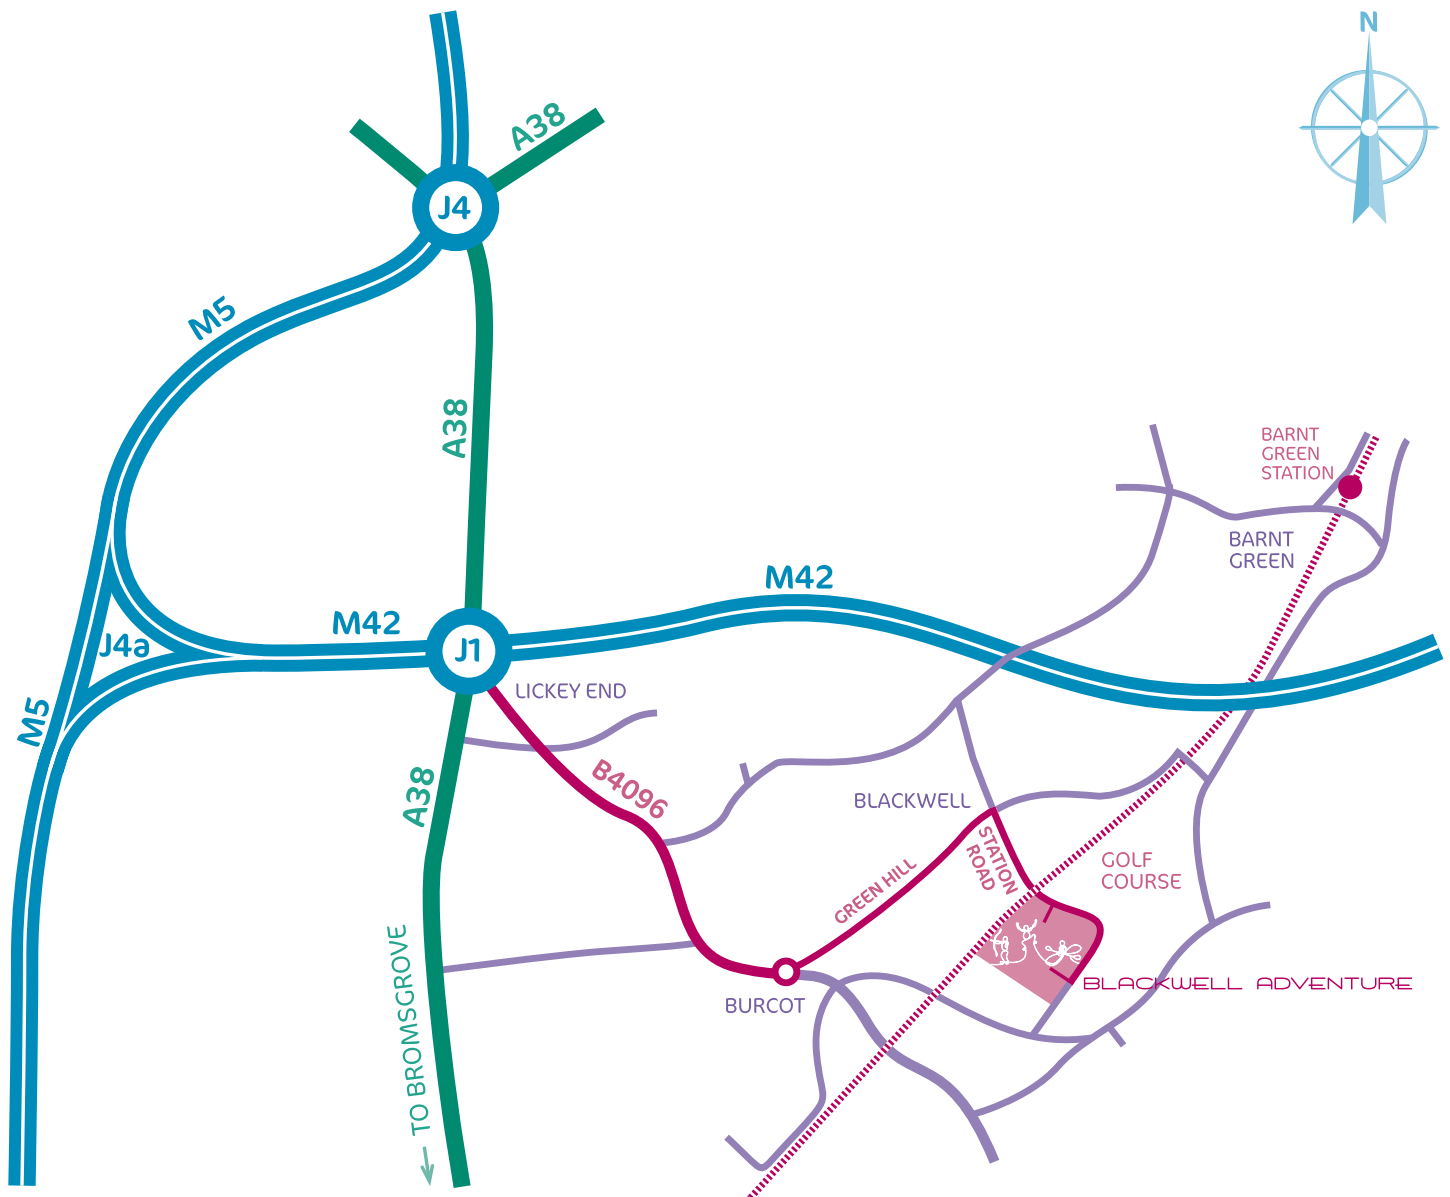 N
A38
J4
M5
A38
BARNT
GREEN
STATION
BARNT
GREEN
M42
M42
J1
J4a
LICKEY END
M5
B4096
A38
BLACKWELL
STATION
ROAD
GREEN HILL
GOLF
COURSE
TO BROMSGROVE
BLACKWELL ADVENTURE
BURCOT